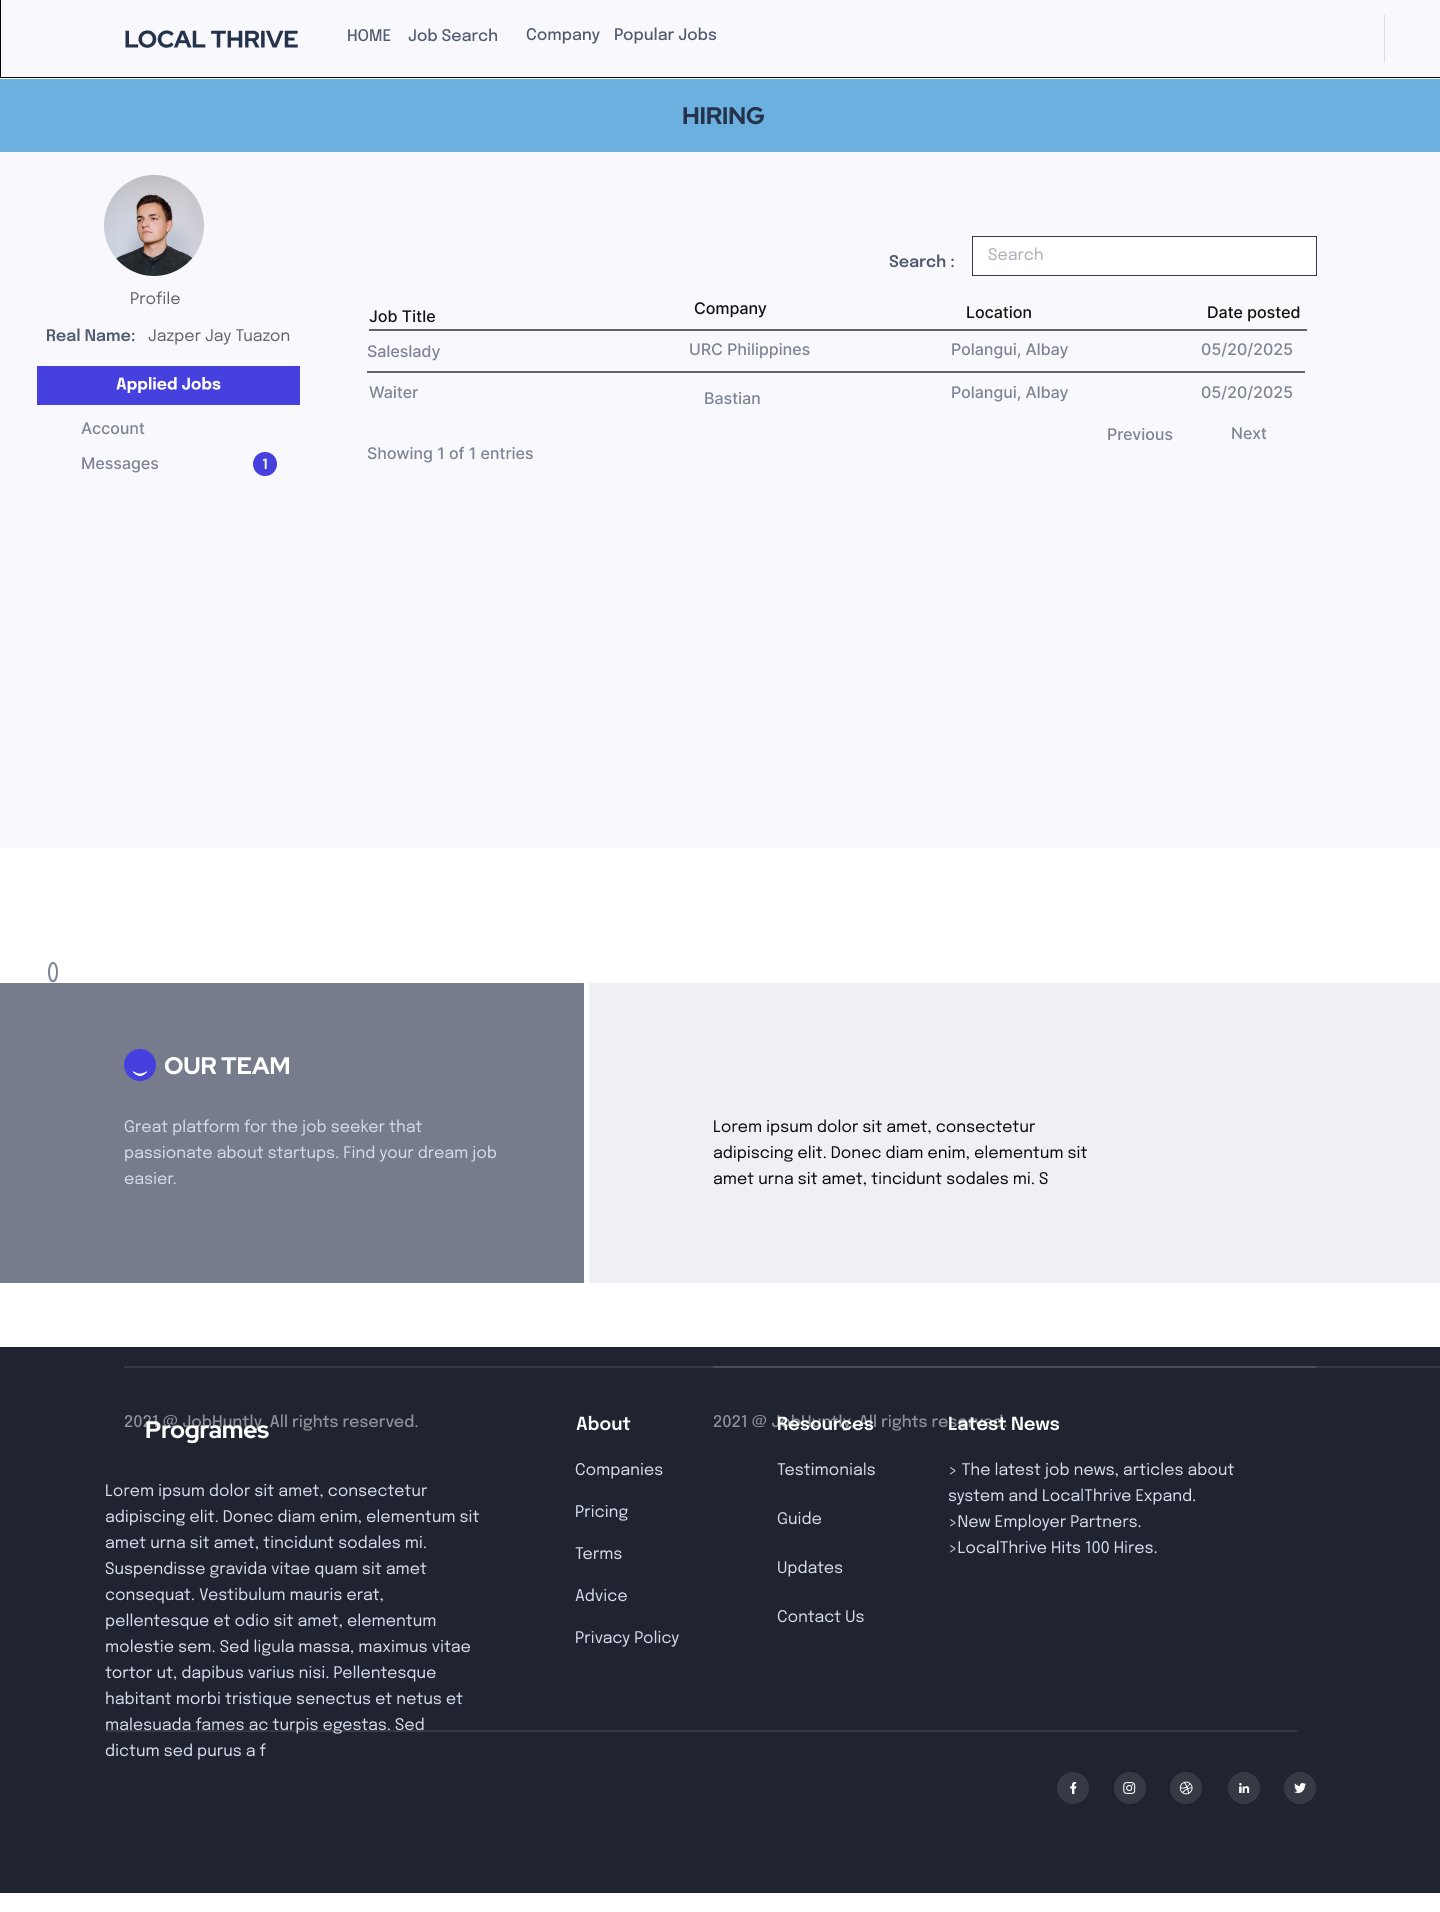 LOCAL THRIVE
HOME
Job Search
Company
Popular Jobs
HIRING
Profile
Real Name:
Jazper Jay Tuazon
Applied Jobs
Account
Messages
1
Search :
Search
Job Title
Company
Location
Date posted
Saleslady
URC Philippines
Polangui, Albay
05/20/2025
Waiter
Bastian
Polangui, Albay
05/20/2025
Previous
Next
Showing 1 of 1 entries
OUR TEAM
Great platform for the job seeker that
passionate about startups. Find your dream job
easier.
Lorem ipsum dolor sit amet, consectetur
adipiscing elit. Donec diam enim, elementum sit
amet urna sit amet, tincidunt sodales mi. S
2021 @ JobHuntly. All rights reserved.
Programes
Lorem ipsum dolor sit amet, consectetur
adipiscing elit. Donec diam enim, elementum sit
amet urna sit amet, tincidunt sodales mi.
Suspendisse gravida vitae quam sit amet
consequat. Vestibulum mauris erat,
pellentesque et odio sit amet, elementum
molestie sem. Sed ligula massa, maximus vitae
tortor ut, dapibus varius nisi. Pellentesque
habitant morbi tristique senectus et netus et
malesuada fames ac turpis egestas. Sed
dictum sed purus a f
About
Companies
Pricing
Terms
Advice
Privacy Policy
2021 @ JobHuntly. All rights reserved.
Resources
Testimonials
Guide
Updates
Contact Us
Latest News
> The latest job news, articles about
system and LocalThrive Expand.
>New Employer Partners.
>LocalThrive Hits 100 Hires.